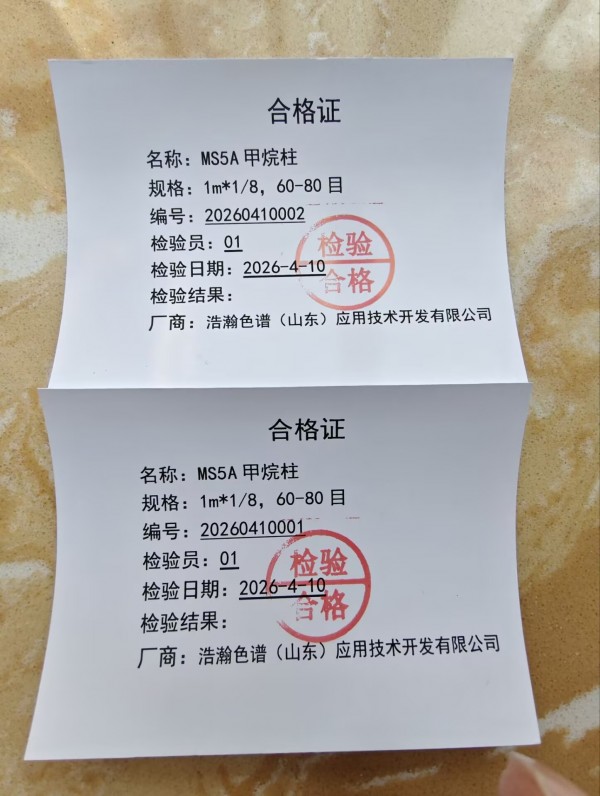 合格证
名称：MS5A 甲烷柱
规格：1m*1/8，60-80 目
编号：20260410002
检验员：01
检验日期：2026-4-10
检验结果：
检验
合格
厂商：浩瀚色谱（山东）应用技术开发有限公司
合格证
名称：MS5A 甲烷柱
规格：1m*1/8，60-80 目
编号：20260410001
检验员：01
检验日期：2026-4-10
检验结果：
检验
合格
厂商：浩瀚色谱（山东）应用技术开发有限公司